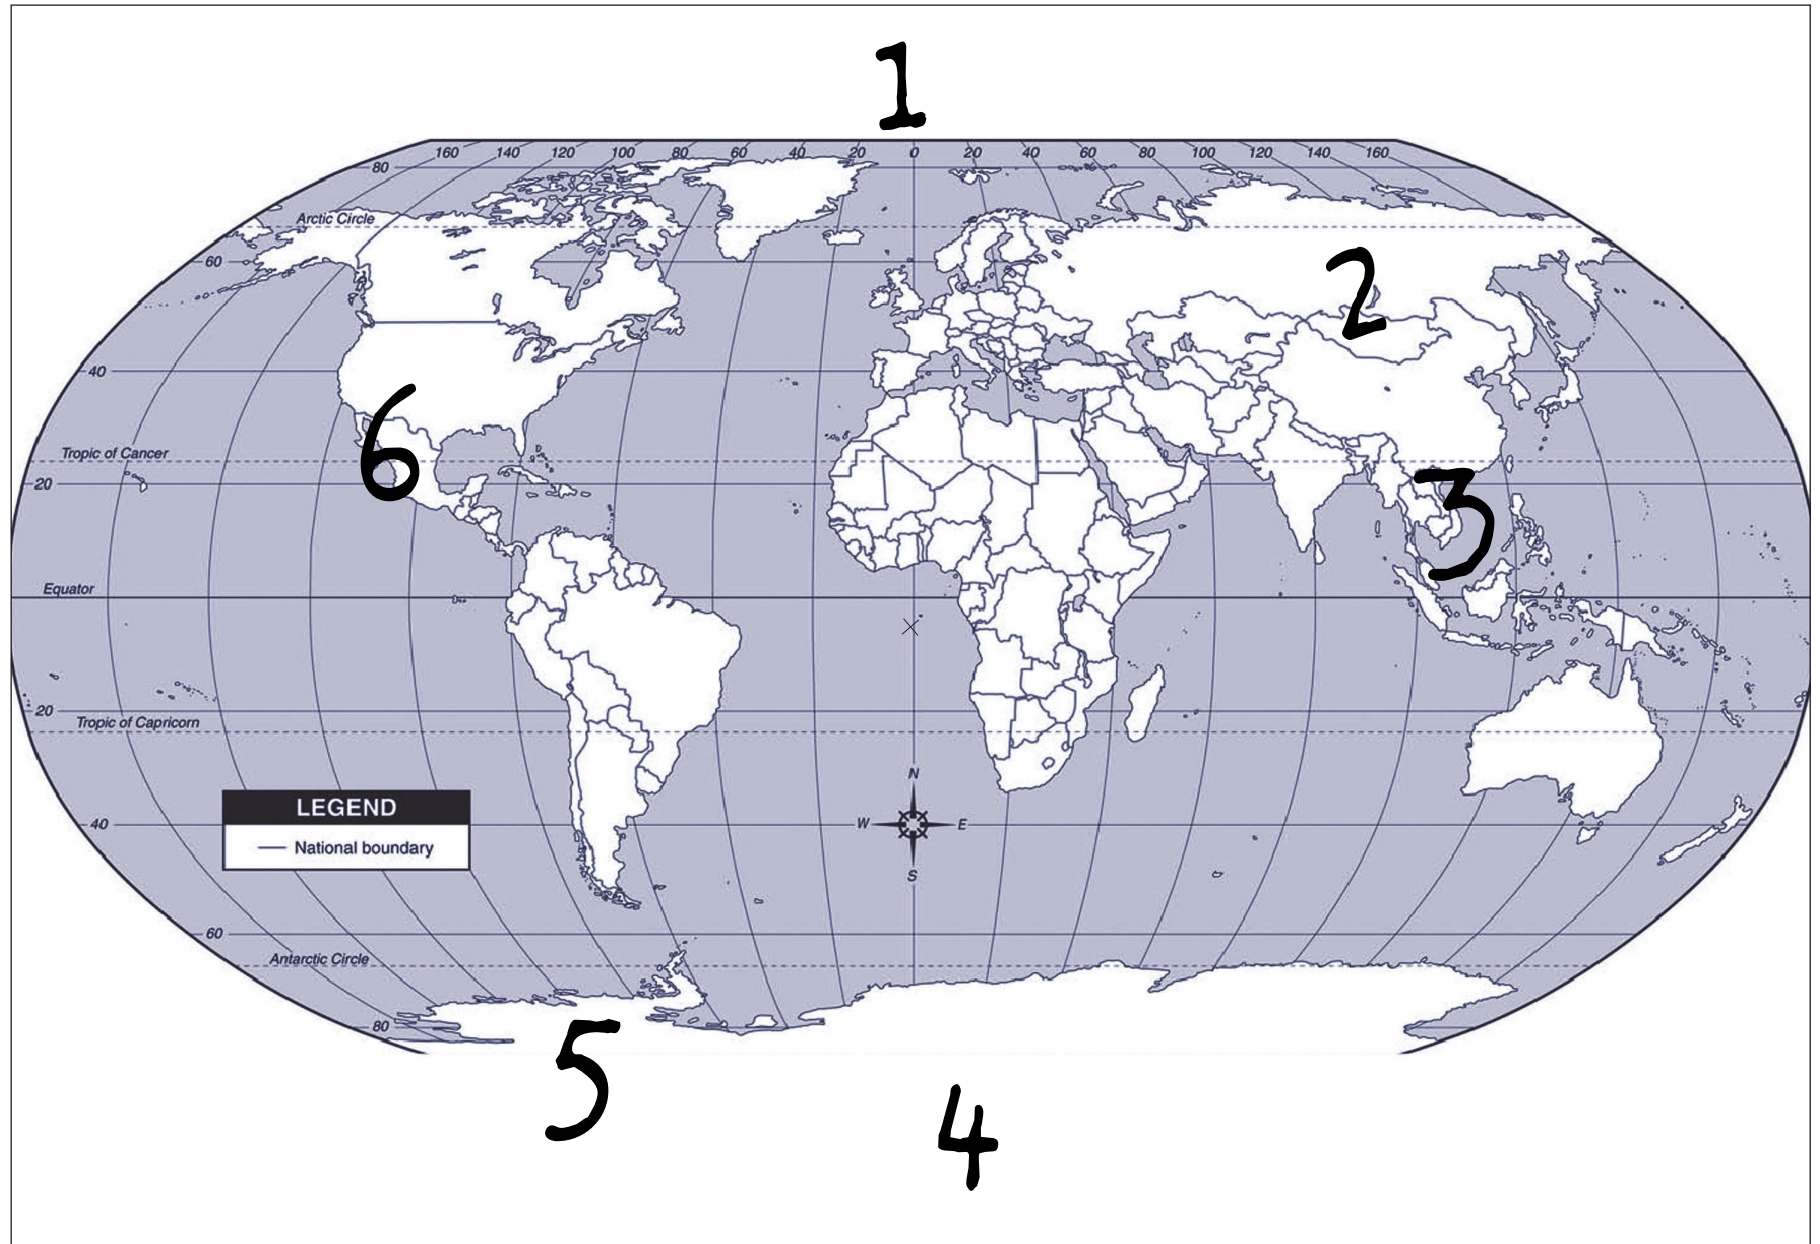 1
160 140 120 100 80 60 40 20 0 20 40 60 80 100 120 140 160
80
Arctic Circle
60
2
40
6
Tropic of Cancer
20
3
Equator
20
Tropic of Capricorn
N
LEGEND
W E
40
National boundary
S
60
Antarctic Circle
80
5
4